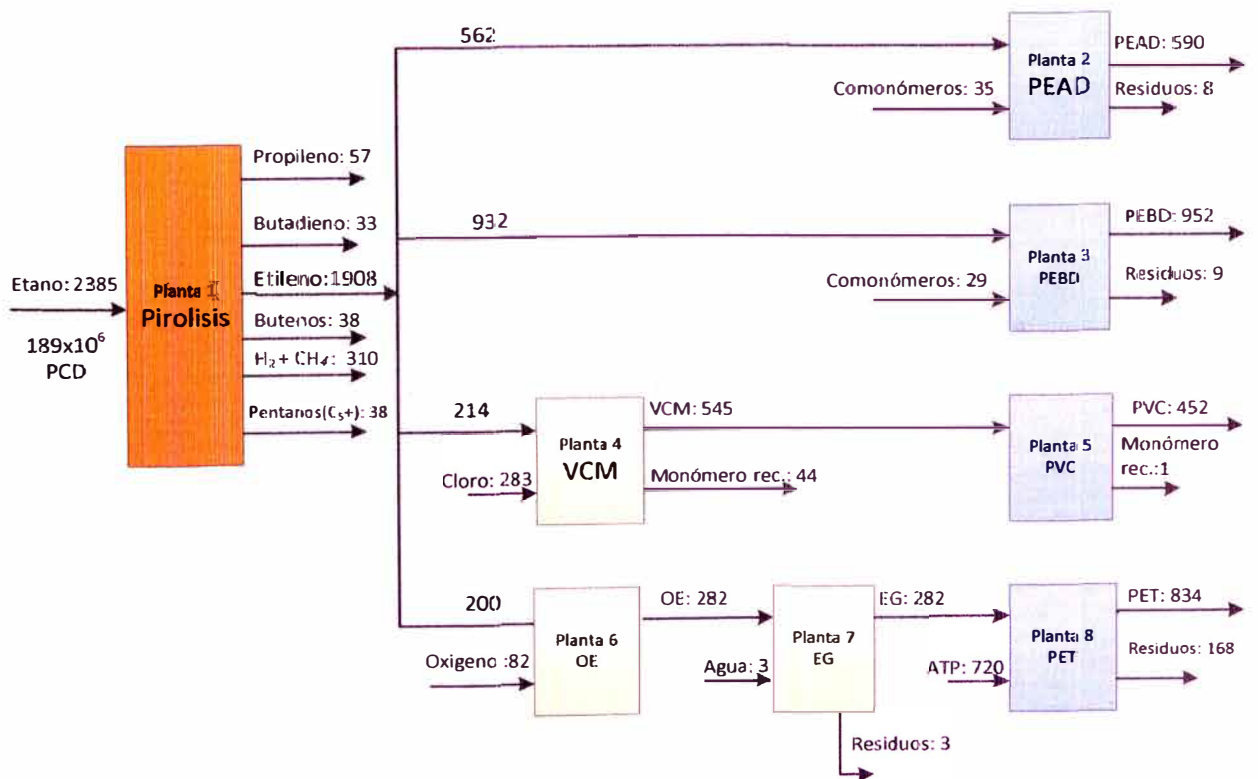 562
PEAD: 590
Planta 2
PEAD
Comonómeros: 35
Residuos: 8
Propileno: 57
Butadieno: 33
932
PEBD: 952
Etano: 2385
Planta 1
Pirolisis
Etileno:1908
Planta 3
PEBD
Comonómeros: 29
Residuos: 9
189x10⁶
PCD
Butenos: 38
H₂ + CH₄: 310
Pentanos(C₅+): 38
214
VCM: 545
PVC: 452
Planta 4
VCM
Planta 5
PVC
Monómero
rec.:1
Cloro: 283
Monómero rec.: 44
200
OE: 282
EG: 282
PET: 834
Planta 6
OE
Planta 7
EG
Planta 8
PET
Oxigeno :82
Agua: 3
ATP: 720
Residuos: 168
Residuos: 3